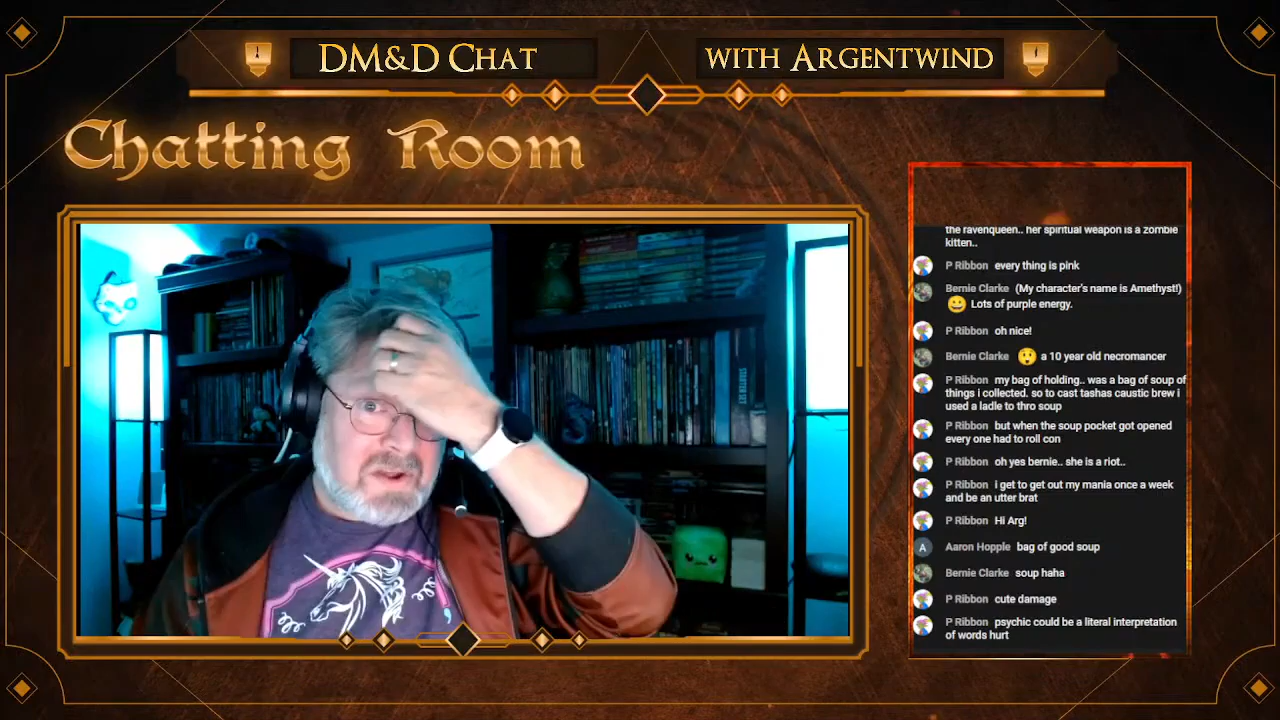 DM&D CHAT
WITH ARGENTWIND
Chatting Room
the ravenqueen.. her spiritual weapon is a zombie
kitten..
P Ribbon every thing is pink
Bernie Clarke (My character's name is Amethyst!)
😀 Lots of purple energy.
P Ribbon oh nice!
Bernie Clarke 😲 a 10 year old necromancer
P Ribbon my bag of holding.. was a bag of soup of
things i collected. so to cast tashas caustic brew i
used a ladle to thro soup
P Ribbon but when the soup pocket got opened
every one had to roll con
P Ribbon oh yes bernie.. she is a riot..
P Ribbon i get to get out my mania once a week
and be an utter brat
P Ribbon Hi Arg!
A Aaron Hopple bag of good soup
Bernie Clarke soup haha
P Ribbon cute damage
P Ribbon psychic could be a literal interpretation
of words hurt
STARTER SET